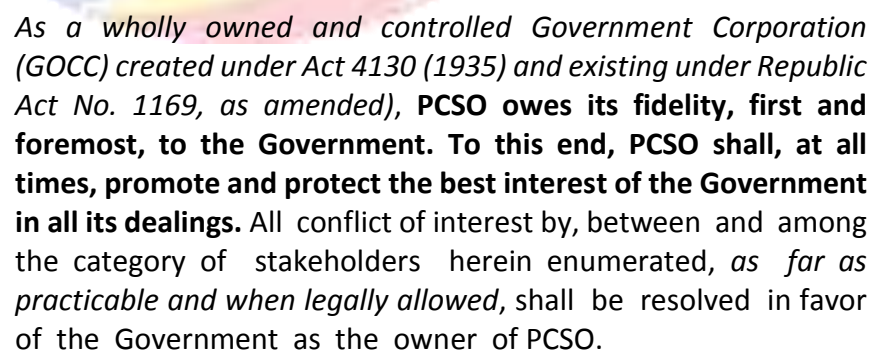 As a wholly owned and controlled Government Corporation
(GOCC) created under Act 4130 (1935) and existing under Republic
Act No. 1169, as amended), PCSO owes its fidelity, first and
foremost, to the Government. To this end, PCSO shall, at all
times, promote and protect the best interest of the Government
in all its dealings. All conflict of interest by, between and among
the category of stakeholders herein enumerated, as far as
practicable and when legally allowed, shall be resolved in favor
of the Government as the owner of PCSO.